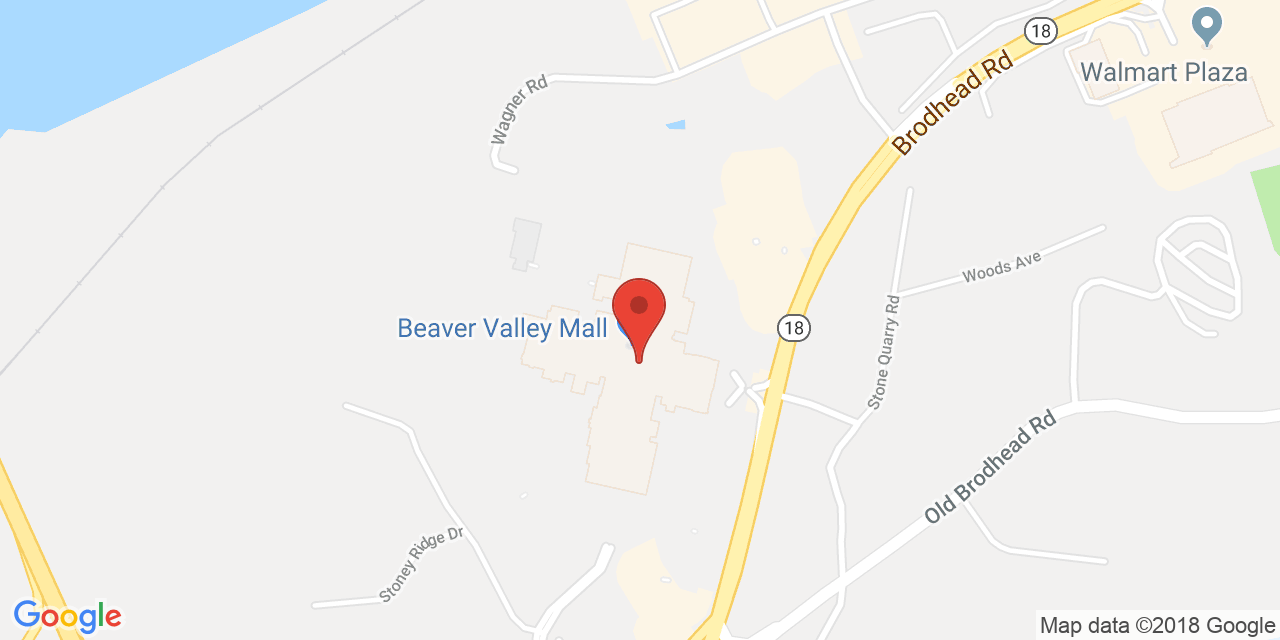 18
Walmart Plaza
Brodhead Rd
Wagner Rd
Woods Ave
Beaver Valley Mall
18
Stone Quarry Rd
Old Brodhead Rd
Stoney Ridge Dr
Google
Map data ©2018 Google